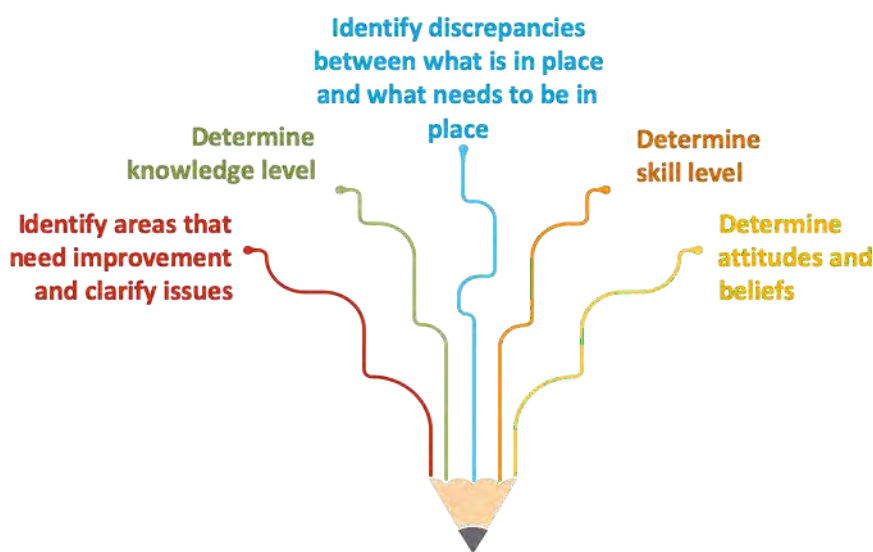 Identify areas that
need improvement
and clarify issues
Determine
knowledge level
Identify discrepancies
between what is in place
and what needs to be in
place
Determine
skill level
Determine
attitudes and
beliefs